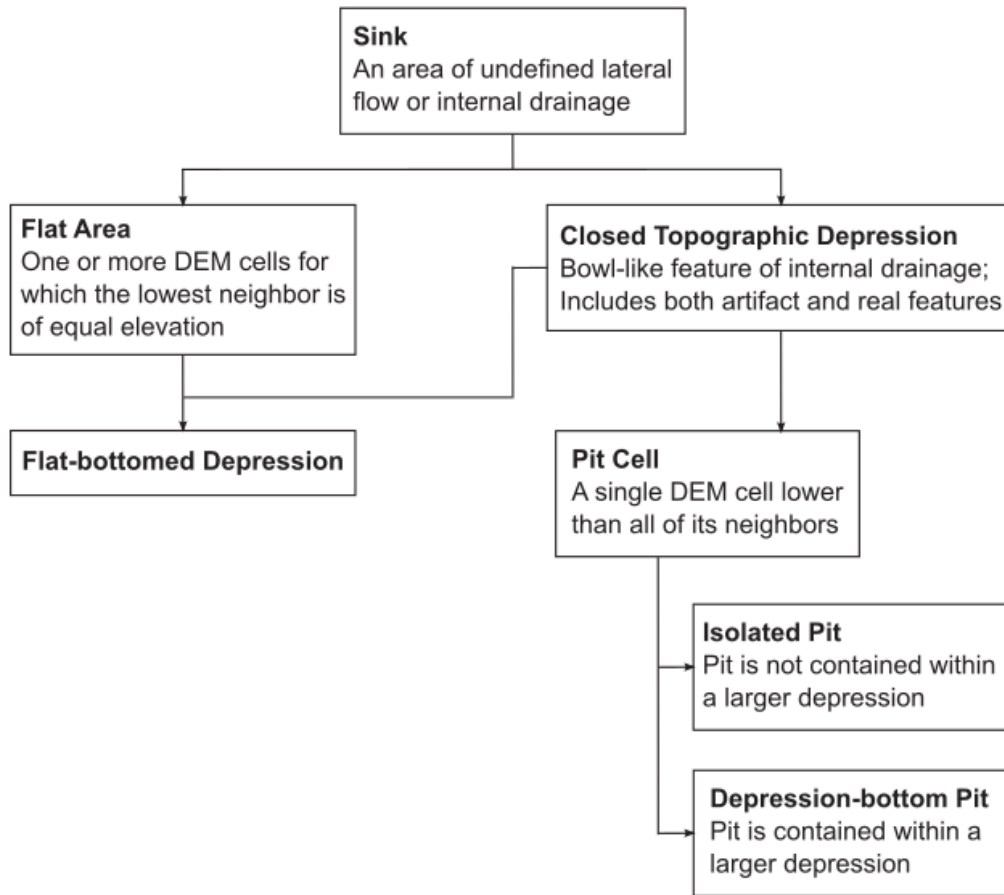 Sink
An area of undefined lateral
flow or internal drainage
Flat Area
One or more DEM cells for
which the lowest neighbor is
of equal elevation
Closed Topographic Depression
Bowl-like feature of internal drainage;
Includes both artifact and real features
Flat-bottomed Depression
Pit Cell
A single DEM cell lower
than all of its neighbors
Isolated Pit
Pit is not contained within
a larger depression
Depression-bottom Pit
Pit is contained within a
larger depression